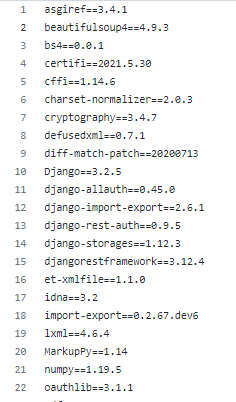 1 asgiref==3.4.1
2 beautifulsoup4==4.9.3
3 bs4==0.0.1
4 certifi==2021.5.30
5 cffi==1.14.6
6 charset-normalizer==2.0.3
7 cryptography==3.4.7
8 defusedxml==0.7.1
9 diff-match-patch==20200713
10 Django==3.2.5
11 django-allauth==0.45.0
12 django-import-export==2.6.1
13 django-rest-auth==0.9.5
14 django-storages==1.12.3
15 djangorestframework==3.12.4
16 et-xmlfile==1.1.0
17 idna==3.2
18 import-export==0.2.67.dev6
19 lxml==4.6.4
20 MarkupPy==1.14
21 numpy==1.19.5
22 oauthlib==3.1.1